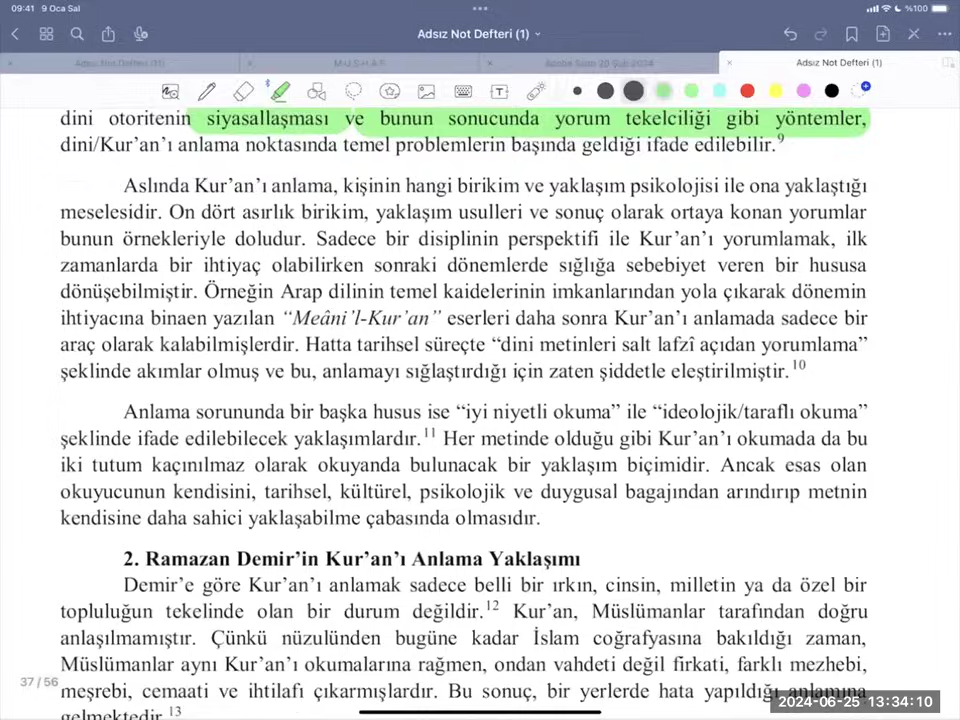 09:41 9 Oca Sal
%100
Adsız Not Defteri (1)
Adsız Not Defteri (11)
M.U.S.H.A.F.
Adobe Scan 20 Şub 2024
Adsız Not Defteri (1)
dini otoritenin siyasallaşması ve bunun sonucunda yorum tekelciliği gibi yöntemler,
dini/Kur’an’ı anlama noktasında temel problemlerin başında geldiği ifade edilebilir.9
Aslında Kur’an’ı anlama, kişinin hangi birikim ve yaklaşım psikolojisi ile ona yaklaştığı
meselesidir. On dört asırlık birikim, yaklaşım usulleri ve sonuç olarak ortaya konan yorumlar
bunun örnekleriyle doludur. Sadece bir disiplinin perspektifi ile Kur’an’ı yorumlamak, ilk
zamanlarda bir ihtiyaç olabilirken sonraki dönemlerde sığlığa sebebiyet veren bir hususa
dönüşebilmiştir. Örneğin Arap dilinin temel kaidelerinin imkanlarından yola çıkarak dönemin
ihtiyacına binaen yazılan “Meâni’l-Kur’an” eserleri daha sonra Kur’an’ı anlamada sadece bir
araç olarak kalabilmişlerdir. Hatta tarihsel süreçte “dini metinleri salt lafzî açıdan yorumlama”
şeklinde akımlar olmuş ve bu, anlamayı sığlaştırdığı için zaten şiddetle eleştirilmiştir.10
Anlama sorununda bir başka husus ise “iyi niyetli okuma” ile “ideolojik/taraflı okuma”
şeklinde ifade edilebilecek yaklaşımlardır.11 Her metinde olduğu gibi Kur’an’ı okumada da bu
iki tutum kaçınılmaz olarak okuyanda bulunacak bir yaklaşım biçimidir. Ancak esas olan
okuyucunun kendisini, tarihsel, kültürel, psikolojik ve duygusal bagajından arındırıp metnin
kendisine daha sahici yaklaşabilme çabasında olmasıdır.
2. Ramazan Demir’in Kur’an’ı Anlama Yaklaşımı
Demir’e göre Kur’an’ı anlamak sadece belli bir ırkın, cinsin, milletin ya da özel bir
topluluğun tekelinde olan bir durum değildir.12 Kur’an, Müslümanlar tarafından doğru
anlaşılmamıştır. Çünkü nüzulünden bugüne kadar İslam coğrafyasına bakıldığı zaman,
Müslümanlar aynı Kur’an’ı okumalarına rağmen, ondan vahdeti değil firkati, farklı mezhebi,
meşrebi, cemaati ve ihtilafı çıkarmışlardır. Bu sonuç, bir yerlerde hata yapıldığı anlamına
gelmektedir.13
37 / 56
2024-06-25 13:34:10